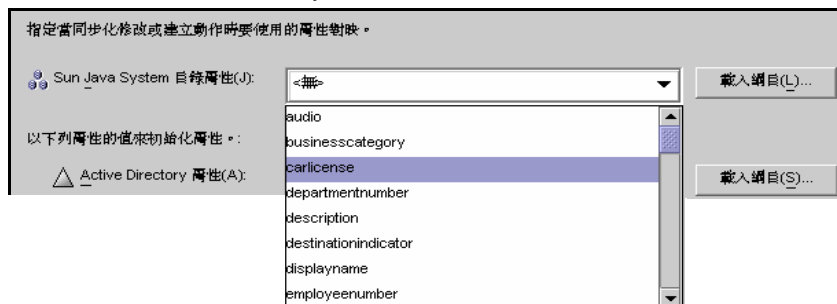 指定當同步化修改或建立動作時要使用的屬性對映。
Sun Java System 目錄屬性(J):
<無>
載入綱目(L)...
audio
businesscategory
carlicense
departmentnumber
description
destinationindicator
displayname
employeenumber
以下列屬性的值來初始化屬性。:
Active Directory 屬性(A):
載入綱目(S)...